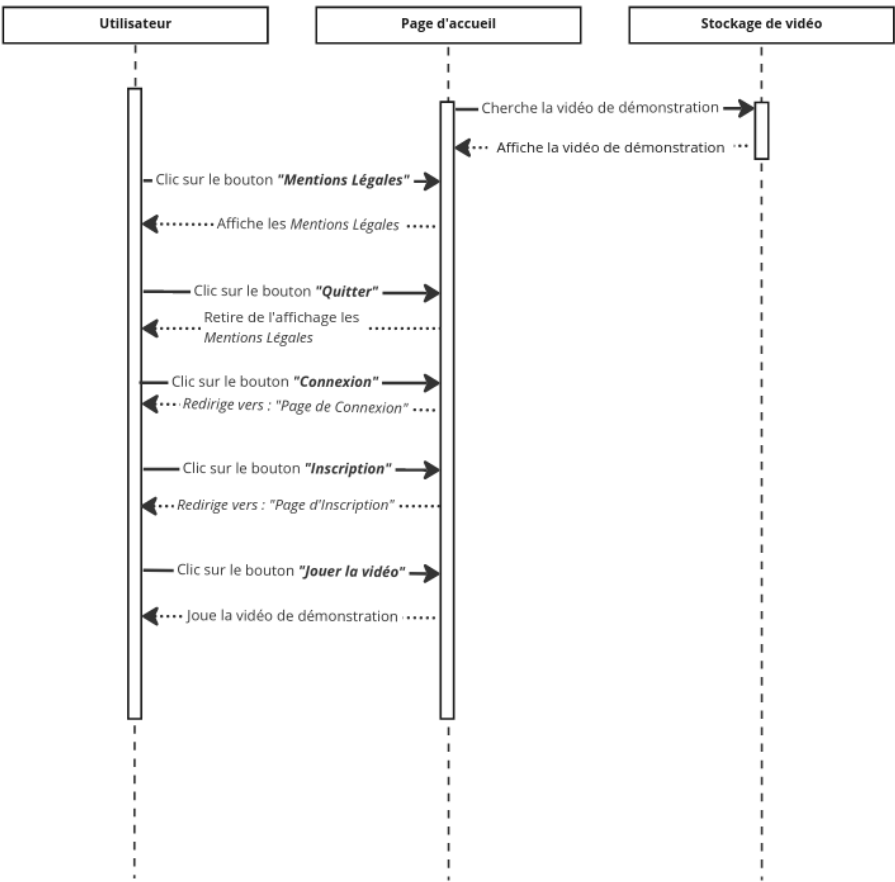 Utilisateur
Page d'accueil
Stockage de vidéo
Cherche la vidéo de démonstration
Affiche la vidéo de démonstration
Clic sur le bouton "Mentions Légales"
Affiche les Mentions Légales
Clic sur le bouton "Quitter"
Retire de l'affichage les
Mentions Légales
Clic sur le bouton "Connexion"
Redirige vers : "Page de Connexion"
Clic sur le bouton "Inscription"
Redirige vers : "Page d'Inscription"
Clic sur le bouton "Jouer la vidéo"
Joue la vidéo de démonstration